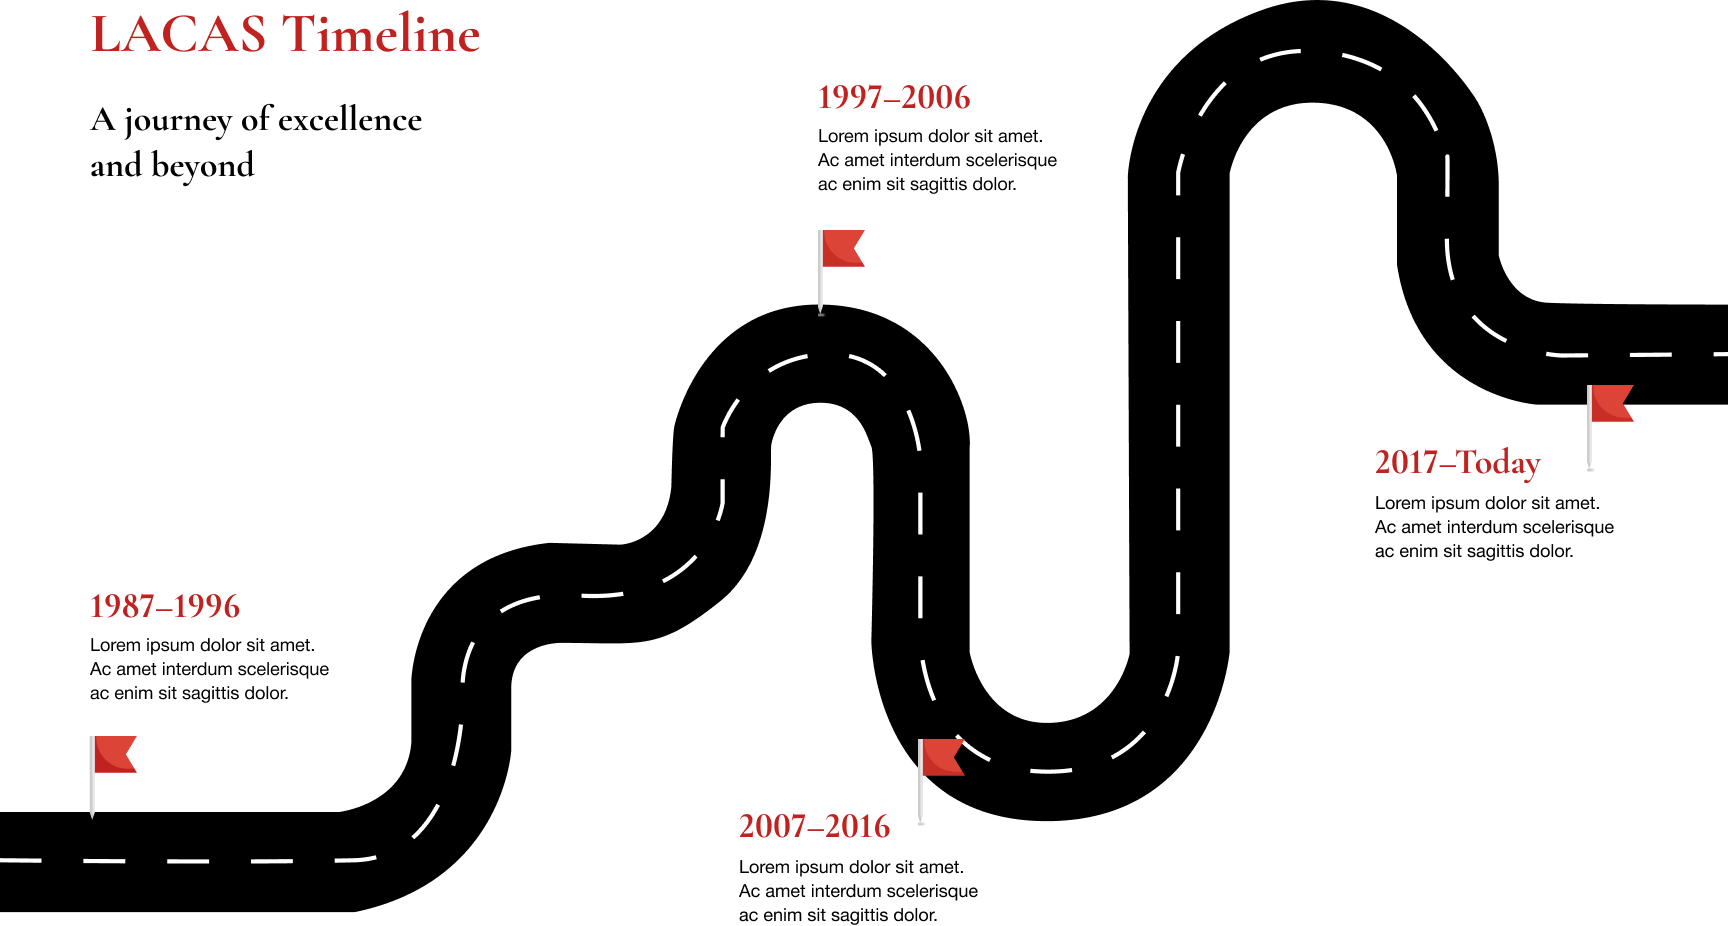 LACAS Timeline
A journey of excellence
and beyond
1997–2006
Lorem ipsum dolor sit amet.
Ac amet interdum scelerisque
ac enim sit sagittis dolor.
2017–Today
Lorem ipsum dolor sit amet.
Ac amet interdum scelerisque
ac enim sit sagittis dolor.
1987–1996
Lorem ipsum dolor sit amet.
Ac amet interdum scelerisque
ac enim sit sagittis dolor.
2007–2016
Lorem ipsum dolor sit amet.
Ac amet interdum scelerisque
ac enim sit sagittis dolor.